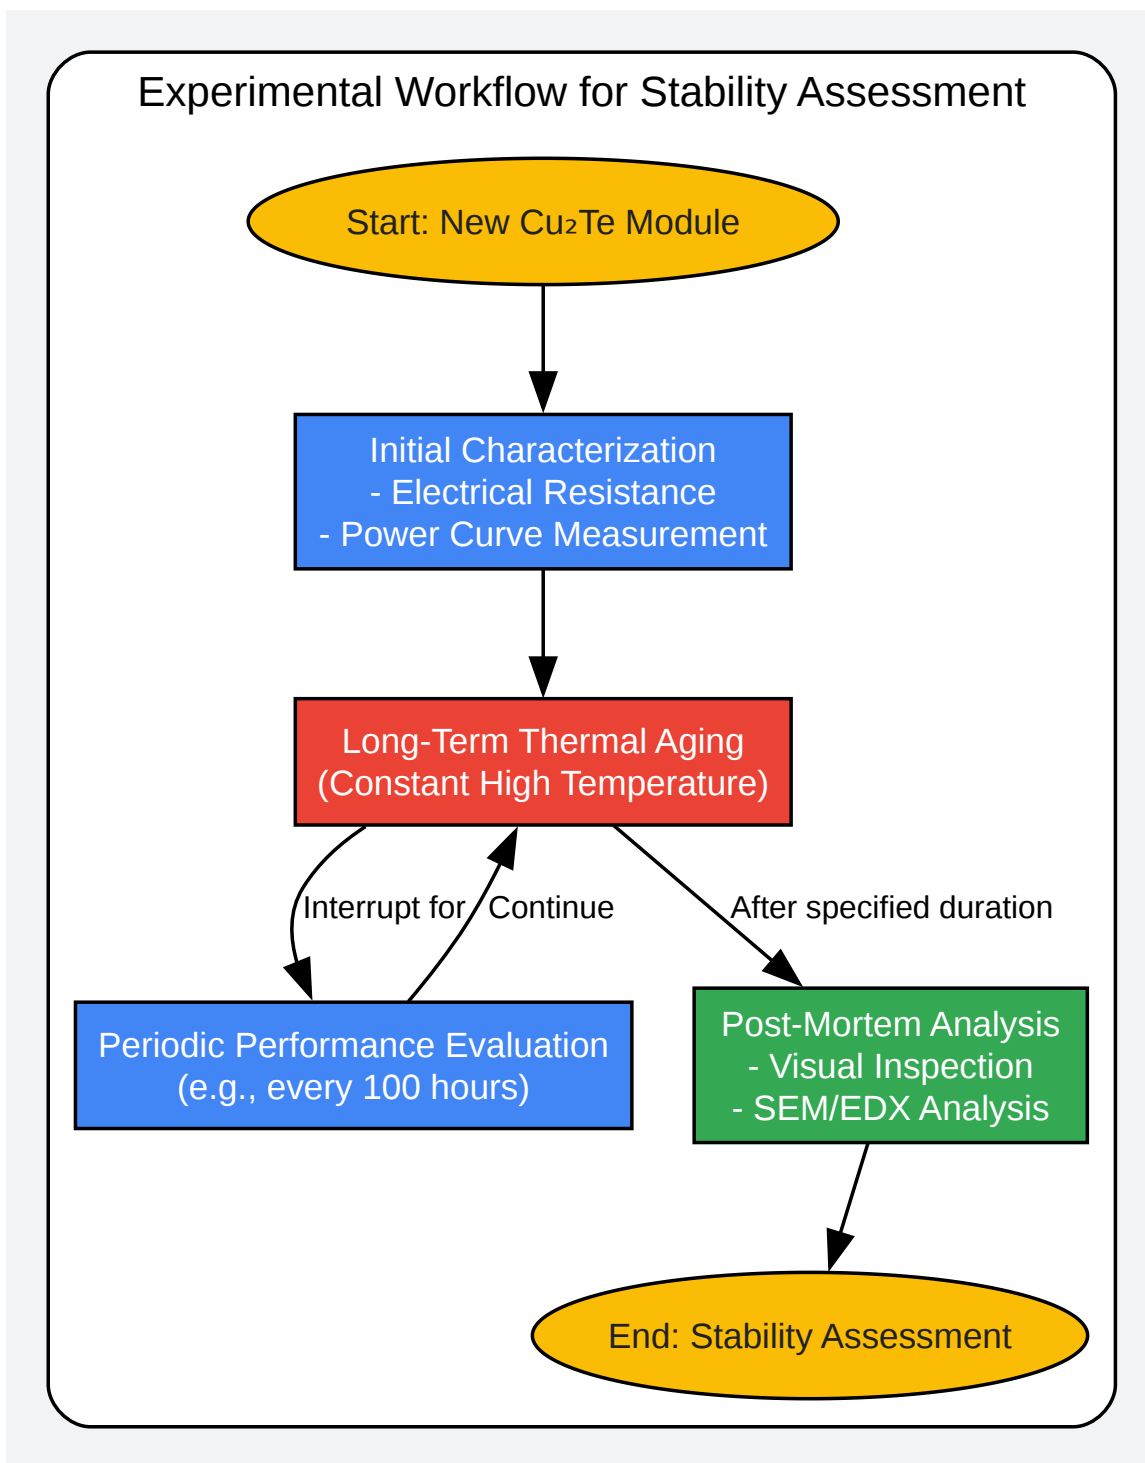 Experimental Workflow for Stability Assessment
Start: New Cu₂Te Module
Initial Characterization
- Electrical Resistance
- Power Curve Measurement
Long-Term Thermal Aging
(Constant High Temperature)
Interrupt for
Continue
After specified duration
Periodic Performance Evaluation
(e.g., every 100 hours)
Post-Mortem Analysis
- Visual Inspection
- SEM/EDX Analysis
End: Stability Assessment